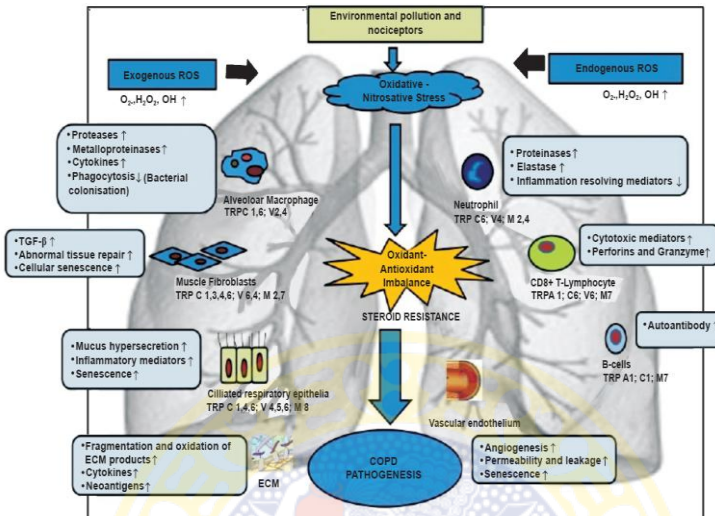 Environmental pollution and
nociceptors
Exogenous ROS
O₂-,H₂O₂, OH ↑
Oxidative -
Nitrosative Stress
Endogenous ROS
O₂-,H₂O₂, OH ↑
•Proteases ↑
•Metalloproteinases↑
•Cytokines ↑
•Phagocytosis↓ (Bacterial
colonisation)
Alveoloar Macrophage
TRPC 1,6; V2,4
•Proteinases ↑
•Elastase ↑
•Inflammation resolving mediators ↓
Neutrophil
TRP C6; V4; M 2,4
•TGF-β ↑
•Abnormal tissue repair ↑
•Cellular senescence ↑
Muscle Fibroblasts
TRP C 1,3,4,6; V 6,4; M 2,7
Oxidant-
Antioxidant
Imbalance
STEROID RESISTANCE
•Cytotoxic mediators↑
•Perforins and Granzyme↑
CD8+ T-Lymphocyte
TRPA 1; C6; V6; M7
•Autoantibody ↑
B-cells
TRP A1; C1; M7
•Mucus hypersecretion ↑
•Inflammatory mediators ↑
•Senescence ↑
Cilliated respiratory epithelia
TRP C 1,4,6; V 4,5,6; M 8
Vascular endothelium
•Fragmentation and oxidation of
ECM products↑
•Cytokines↑
•Neoantigens↑
ECM
COPD
PATHOGENESIS
•Angiogenesis ↑
•Permeability and leakage↑
•Senescence ↑